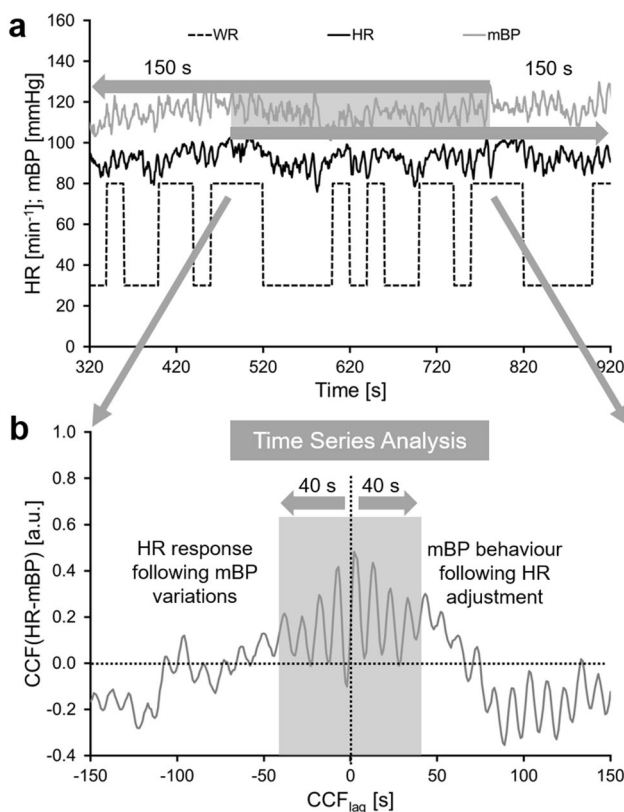 a
160
WR HR mBP
140
150 s 150 s
120
100
80
60
40
20
0
HR [min⁻¹]; mBP [mmHg]
320 420 520 620 720 820 920
Time [s]
b
1.0
Time Series Analysis
0.8
40 s 40 s
0.6
HR response
following mBP
variations
mBP behaviour
following HR
adjustment
0.4
0.2
0.0
-0.2
-0.4
CCF(HR-mBP) [a.u.]
-150 -100 -50 0 50 100 150
CCFlag [s]